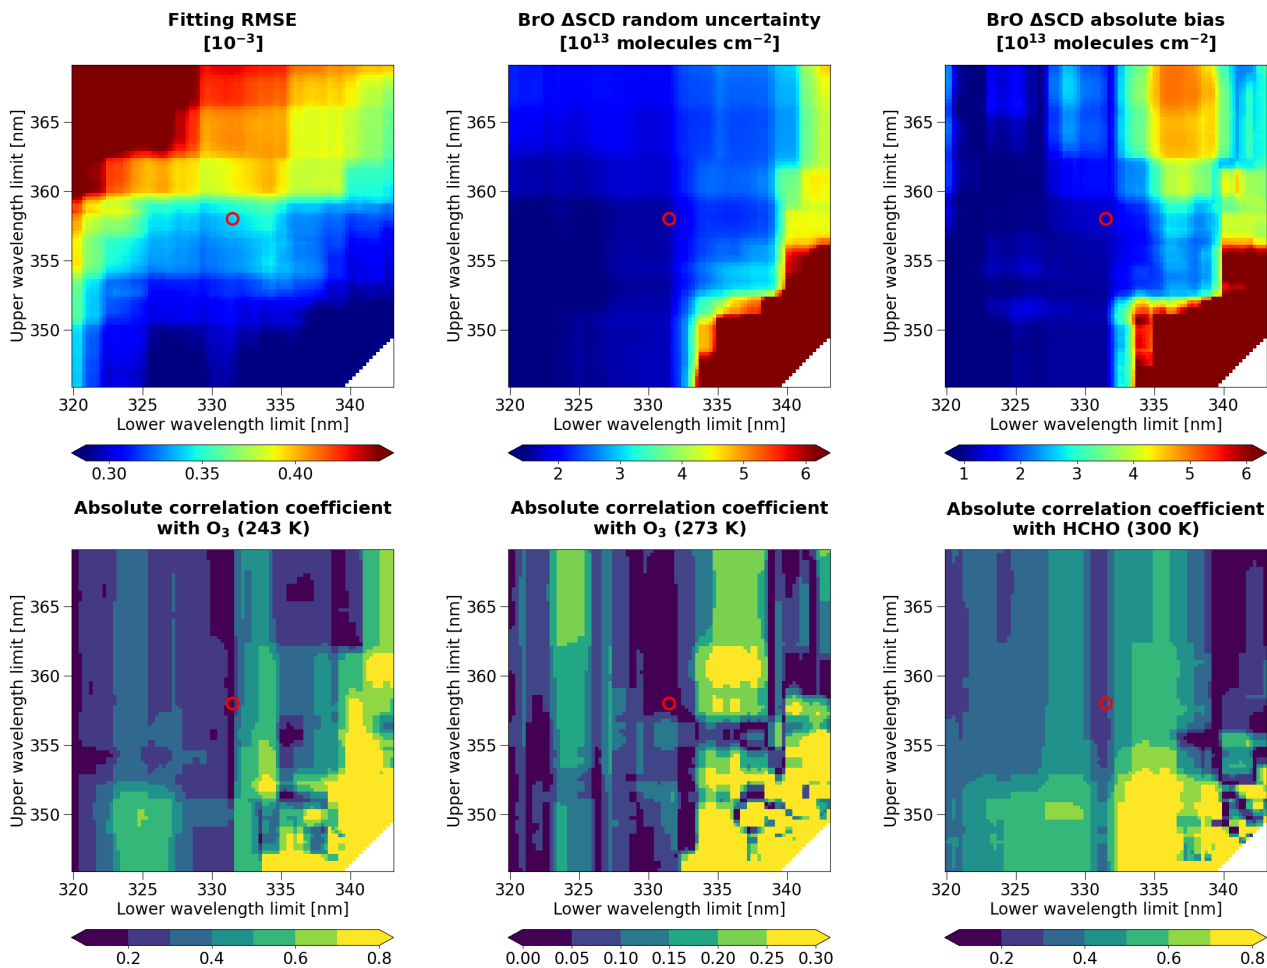 Fitting RMSE
[10⁻³]
BrO ΔSCD random uncertainty
[10¹³ molecules cm⁻²]
BrO ΔSCD absolute bias
[10¹³ molecules cm⁻²]
Upper wavelength limit [nm]
365
360
355
350
320 325 330 335 340
Lower wavelength limit [nm]
0.30 0.35 0.40
Upper wavelength limit [nm]
365
360
355
350
320 325 330 335 340
Lower wavelength limit [nm]
2 3 4 5 6
Upper wavelength limit [nm]
365
360
355
350
320 325 330 335 340
Lower wavelength limit [nm]
1 2 3 4 5 6
Absolute correlation coefficient
with O₃ (243 K)
Absolute correlation coefficient
with O₃ (273 K)
Absolute correlation coefficient
with HCHO (300 K)
Upper wavelength limit [nm]
365
360
355
350
320 325 330 335 340
Lower wavelength limit [nm]
0.2 0.4 0.6 0.8
Upper wavelength limit [nm]
365
360
355
350
320 325 330 335 340
Lower wavelength limit [nm]
0.00 0.05 0.10 0.15 0.20 0.25 0.30
Upper wavelength limit [nm]
365
360
355
350
320 325 330 335 340
Lower wavelength limit [nm]
0.2 0.4 0.6 0.8